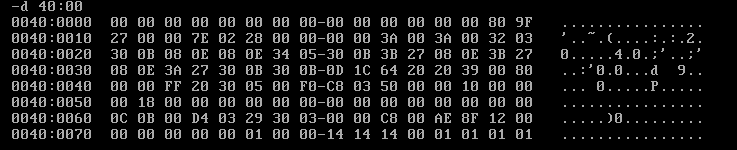 -d 40:00
0040:0000  00 00 00 00 00 00 00 00-00 00 00 00 00 00 80 9F   ................
0040:0010  27 00 00 7E 02 28 00 00-00 00 3A 00 3A 00 32 03   '..~.(....:.:.2.
0040:0020  30 0B 08 0E 08 0E 34 05-30 0B 3B 27 08 0E 3B 27   0.....4.0.;'..;'
0040:0030  08 0E 3A 27 30 0B 30 0B-0D 1C 64 20 20 39 00 80   ..:'0.0...d  9..
0040:0040  00 00 FF 20 30 05 00 F0-C8 03 50 00 00 10 00 00   ... 0.....P.....
0040:0050  00 18 00 00 00 00 00 00-00 00 00 00 00 00 00 00   ................
0040:0060  0C 0B 00 D4 03 29 30 03-00 00 C8 00 AE 8F 12 00   .....)0.........
0040:0070  00 00 00 00 00 01 00 00-14 14 14 00 01 01 01 01   ................